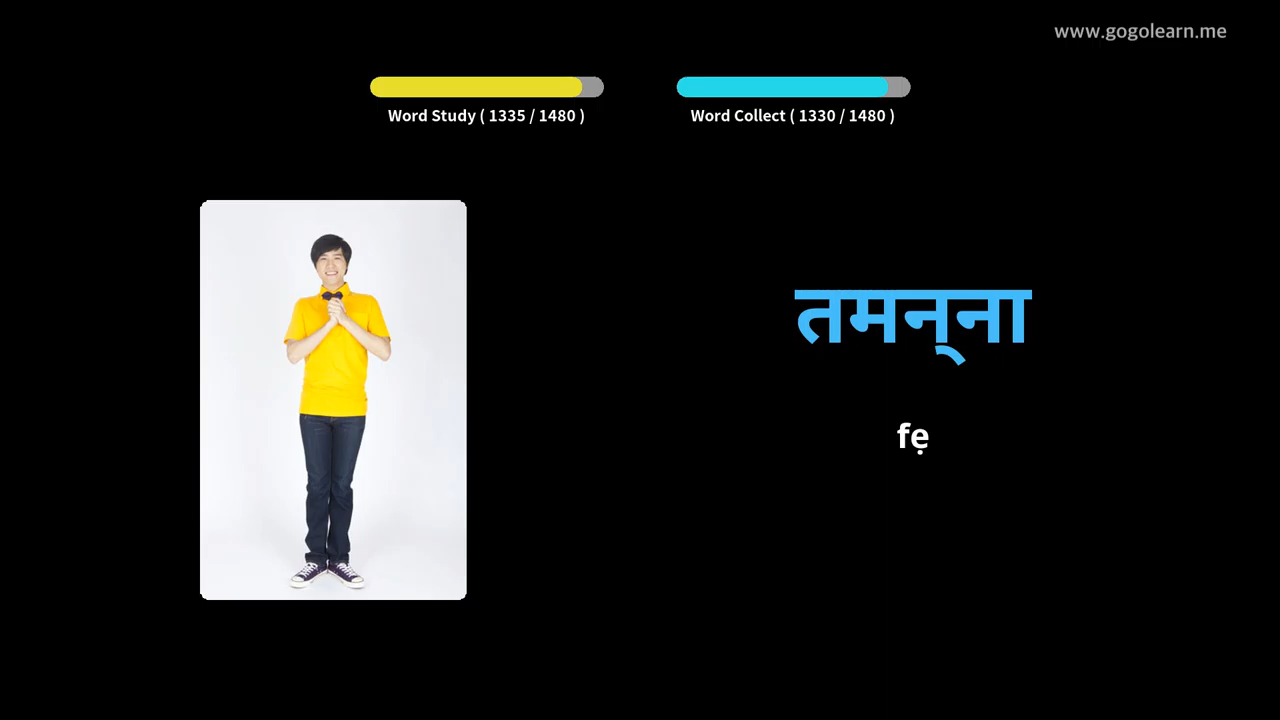 www.gogolearn.me
Word Study ( 1335 / 1480 )
Word Collect ( 1330 / 1480 )
तमन्‌ना
fẹ